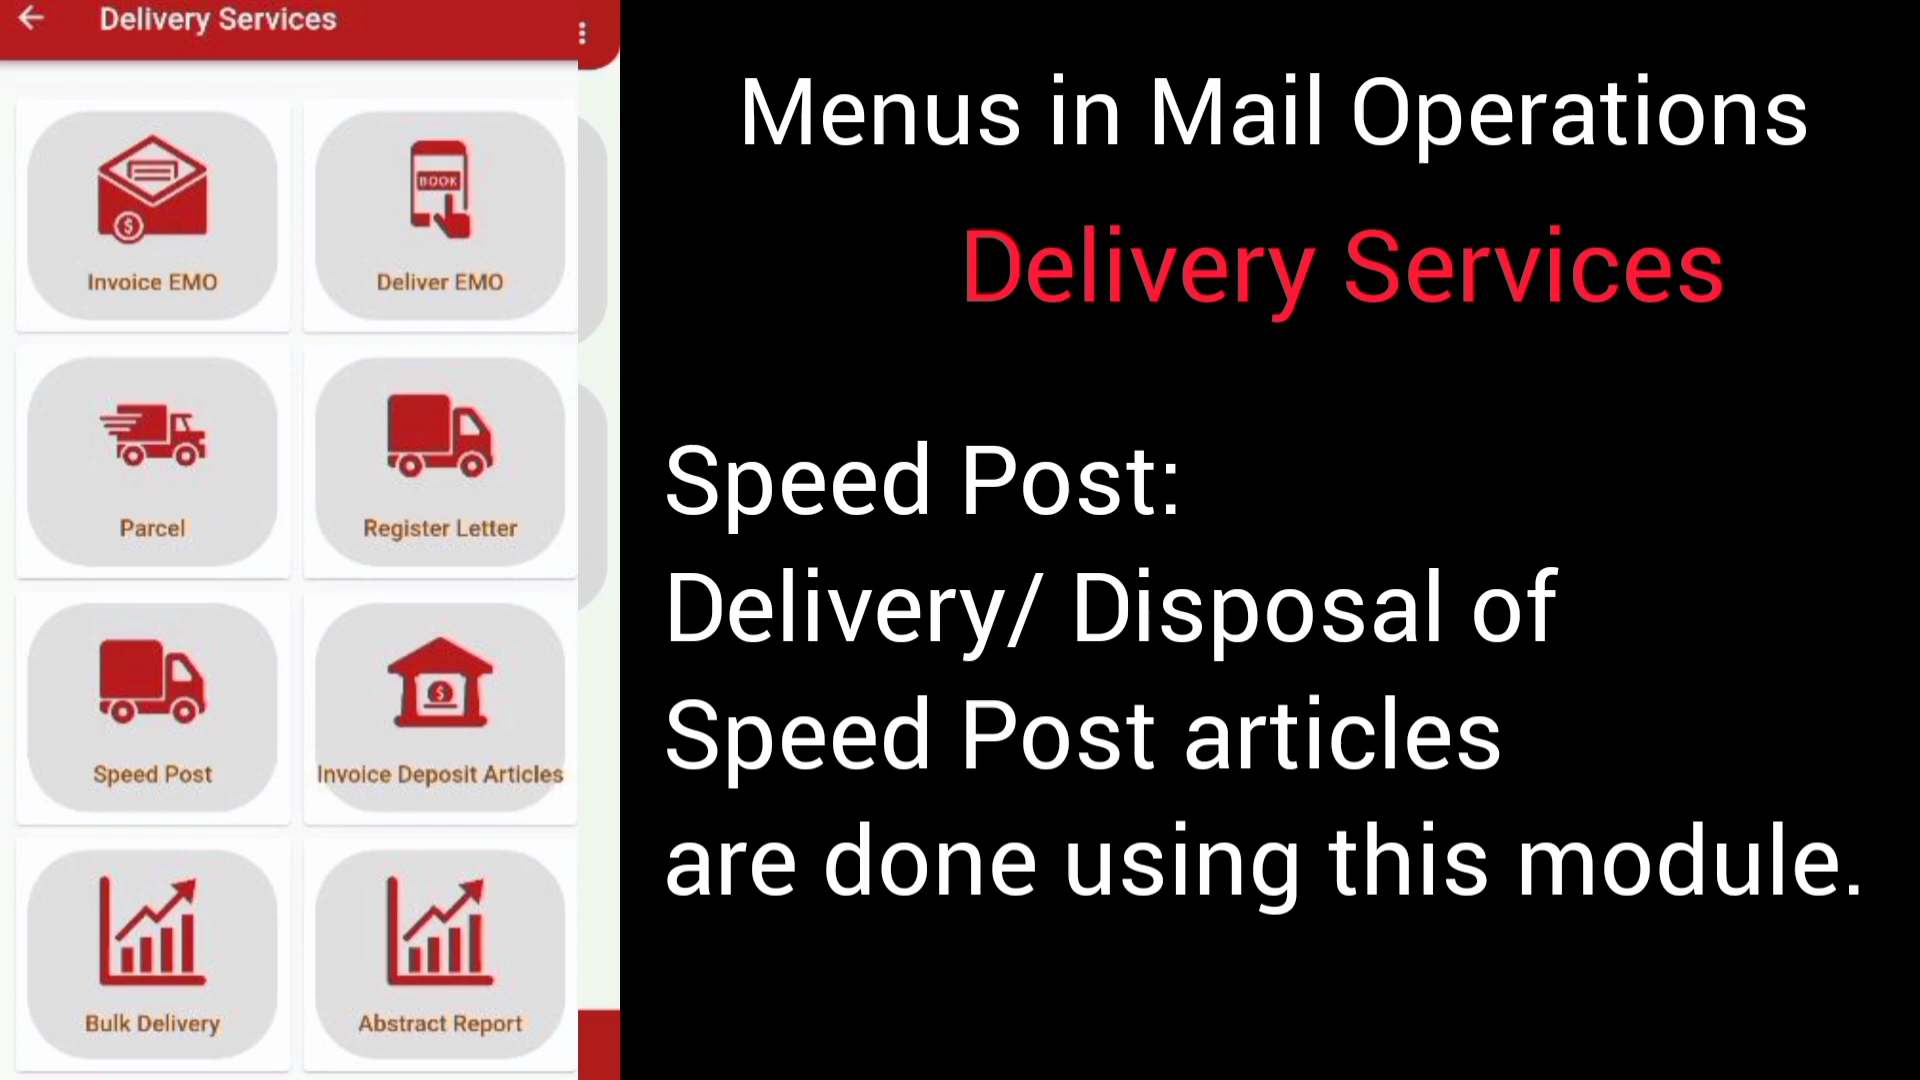 Delivery Services
Invoice EMO
BOOK
Deliver EMO
Parcel
Register Letter
Speed Post
Invoice Deposit Articles
Bulk Delivery
Abstract Report
Menus in Mail Operations
Delivery Services
Speed Post:
Delivery/ Disposal of
Speed Post articles
are done using this module.